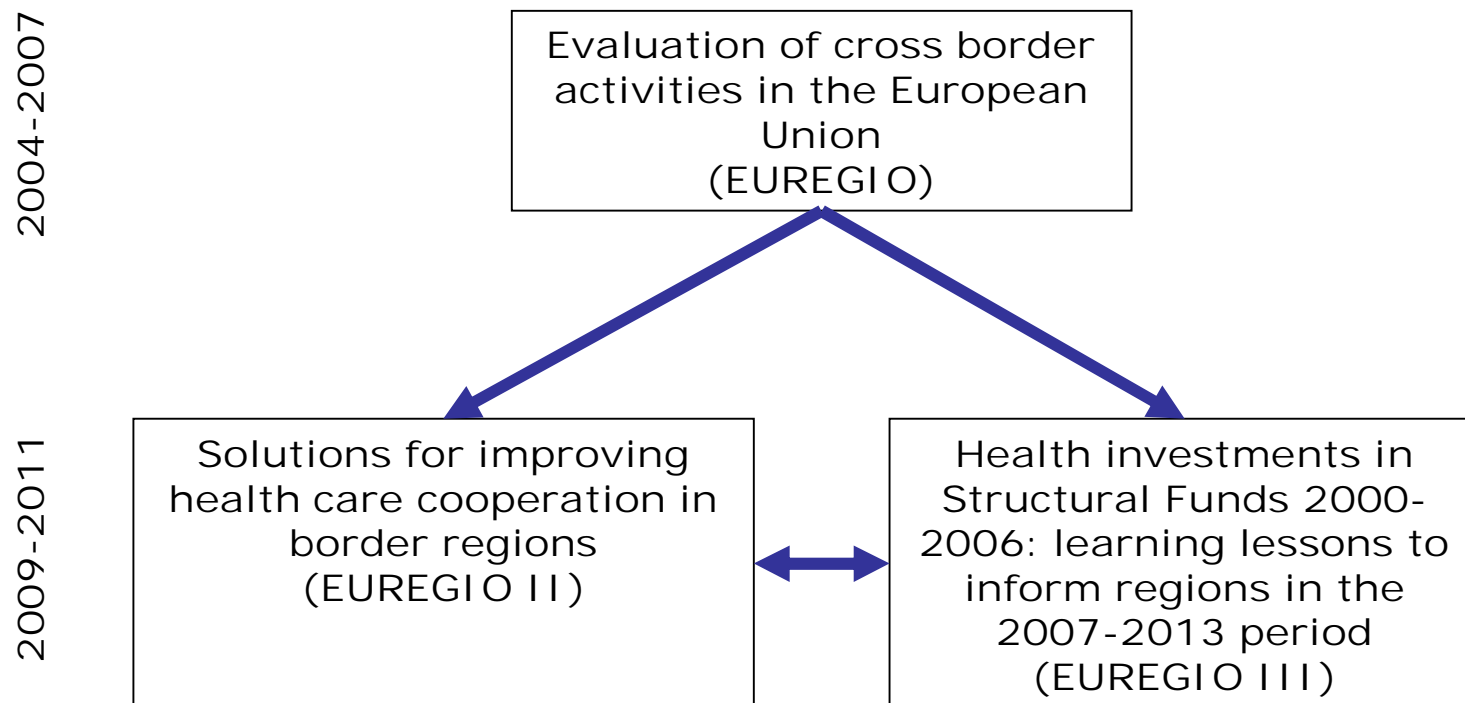 2004-2007
Evaluation of cross border
activities in the European
Union
(EUREGIO)
2009-2011
Solutions for improving
health care cooperation in
border regions
(EUREGIO II)
Health investments in
Structural Funds 2000-
2006: learning lessons to
inform regions in the
2007-2013 period
(EUREGIO III)